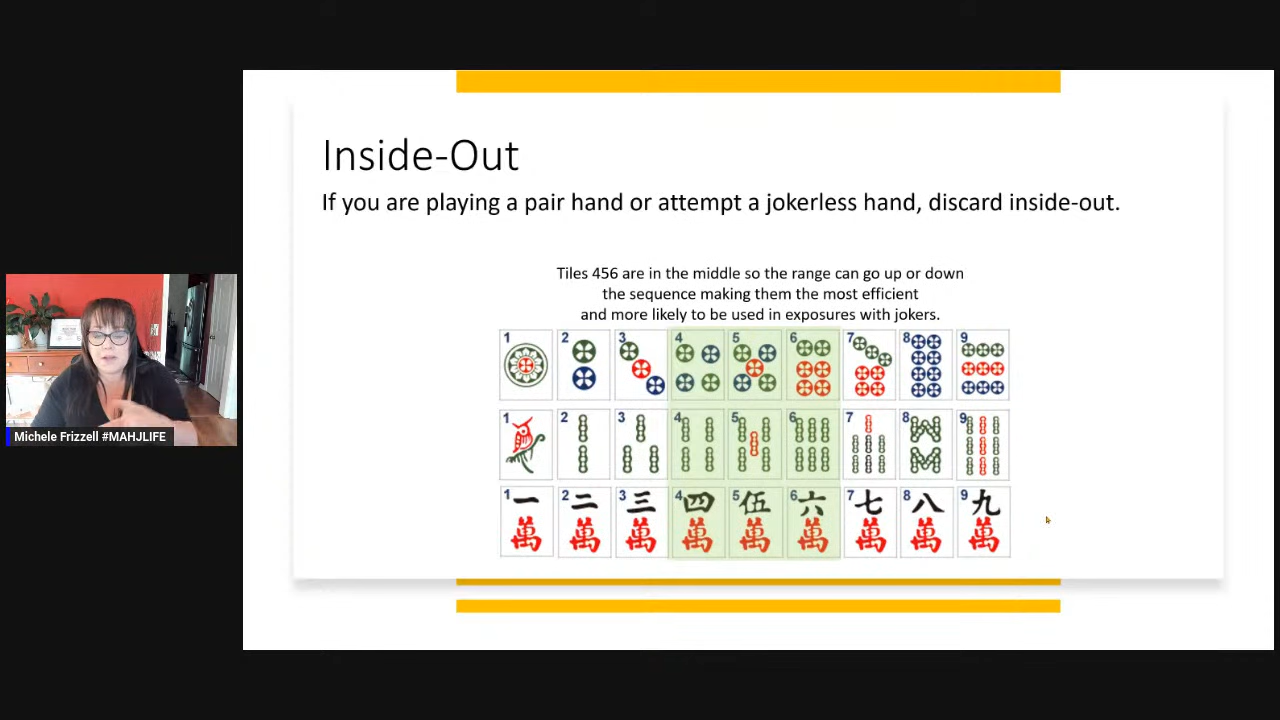 Inside-Out
If you are playing a pair hand or attempt a jokerless hand, discard inside-out.
Tiles 456 are in the middle so the range can go up or down
the sequence making them the most efficient
and more likely to be used in exposures with jokers.
1 2 3 4 5 6 7 8 9
1 2 3 4 5 6 7 8 9
1 一 2 二 3 三 4 四 5 伍 6 六 7 七 8 八 9 九
萬 萬 萬 萬 萬 萬 萬 萬 萬
Michele Frizzell #MAHJLIFE